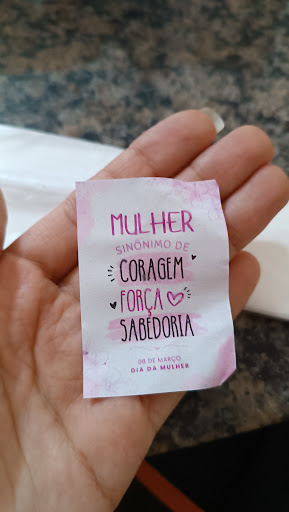 MULHER
SINÔNIMO DE
CORAGEM
FORÇA
SABEDORIA
08 DE MARÇO
DIA DA MULHER